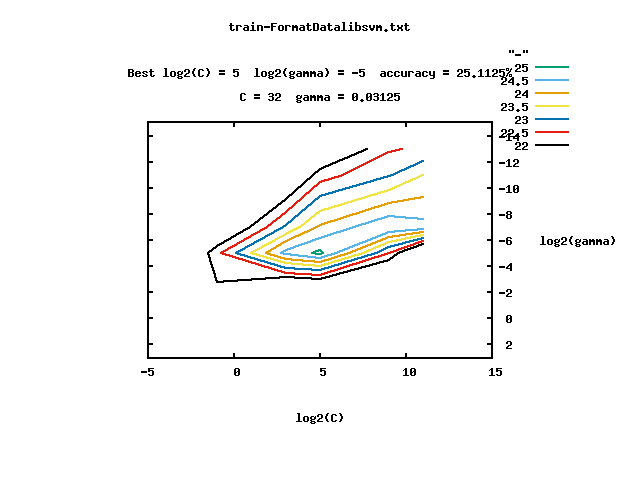 train-FormatDatalibsvm.txt
"-"
Best log2(C) = 5 log2(gamma) = -5 accuracy = 25.1125%
25
24.5
C = 32 gamma = 0.03125
24
23.5
23
22.5
-14
22
-12
-10
-8
-6
log2(gamma)
-4
-2
0
2
-5 0 5 10 15
log2(C)